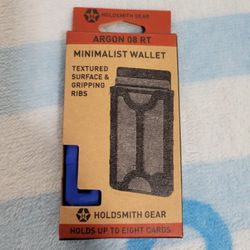 HOLDSMITH GEAR
ARGON 08 RT
MINIMALIST WALLET
TEXTURED
SURFACE &
GRIPPING
RIBS
HOLDSMITH GEAR
HOLDS UP TO EIGHT CARDS